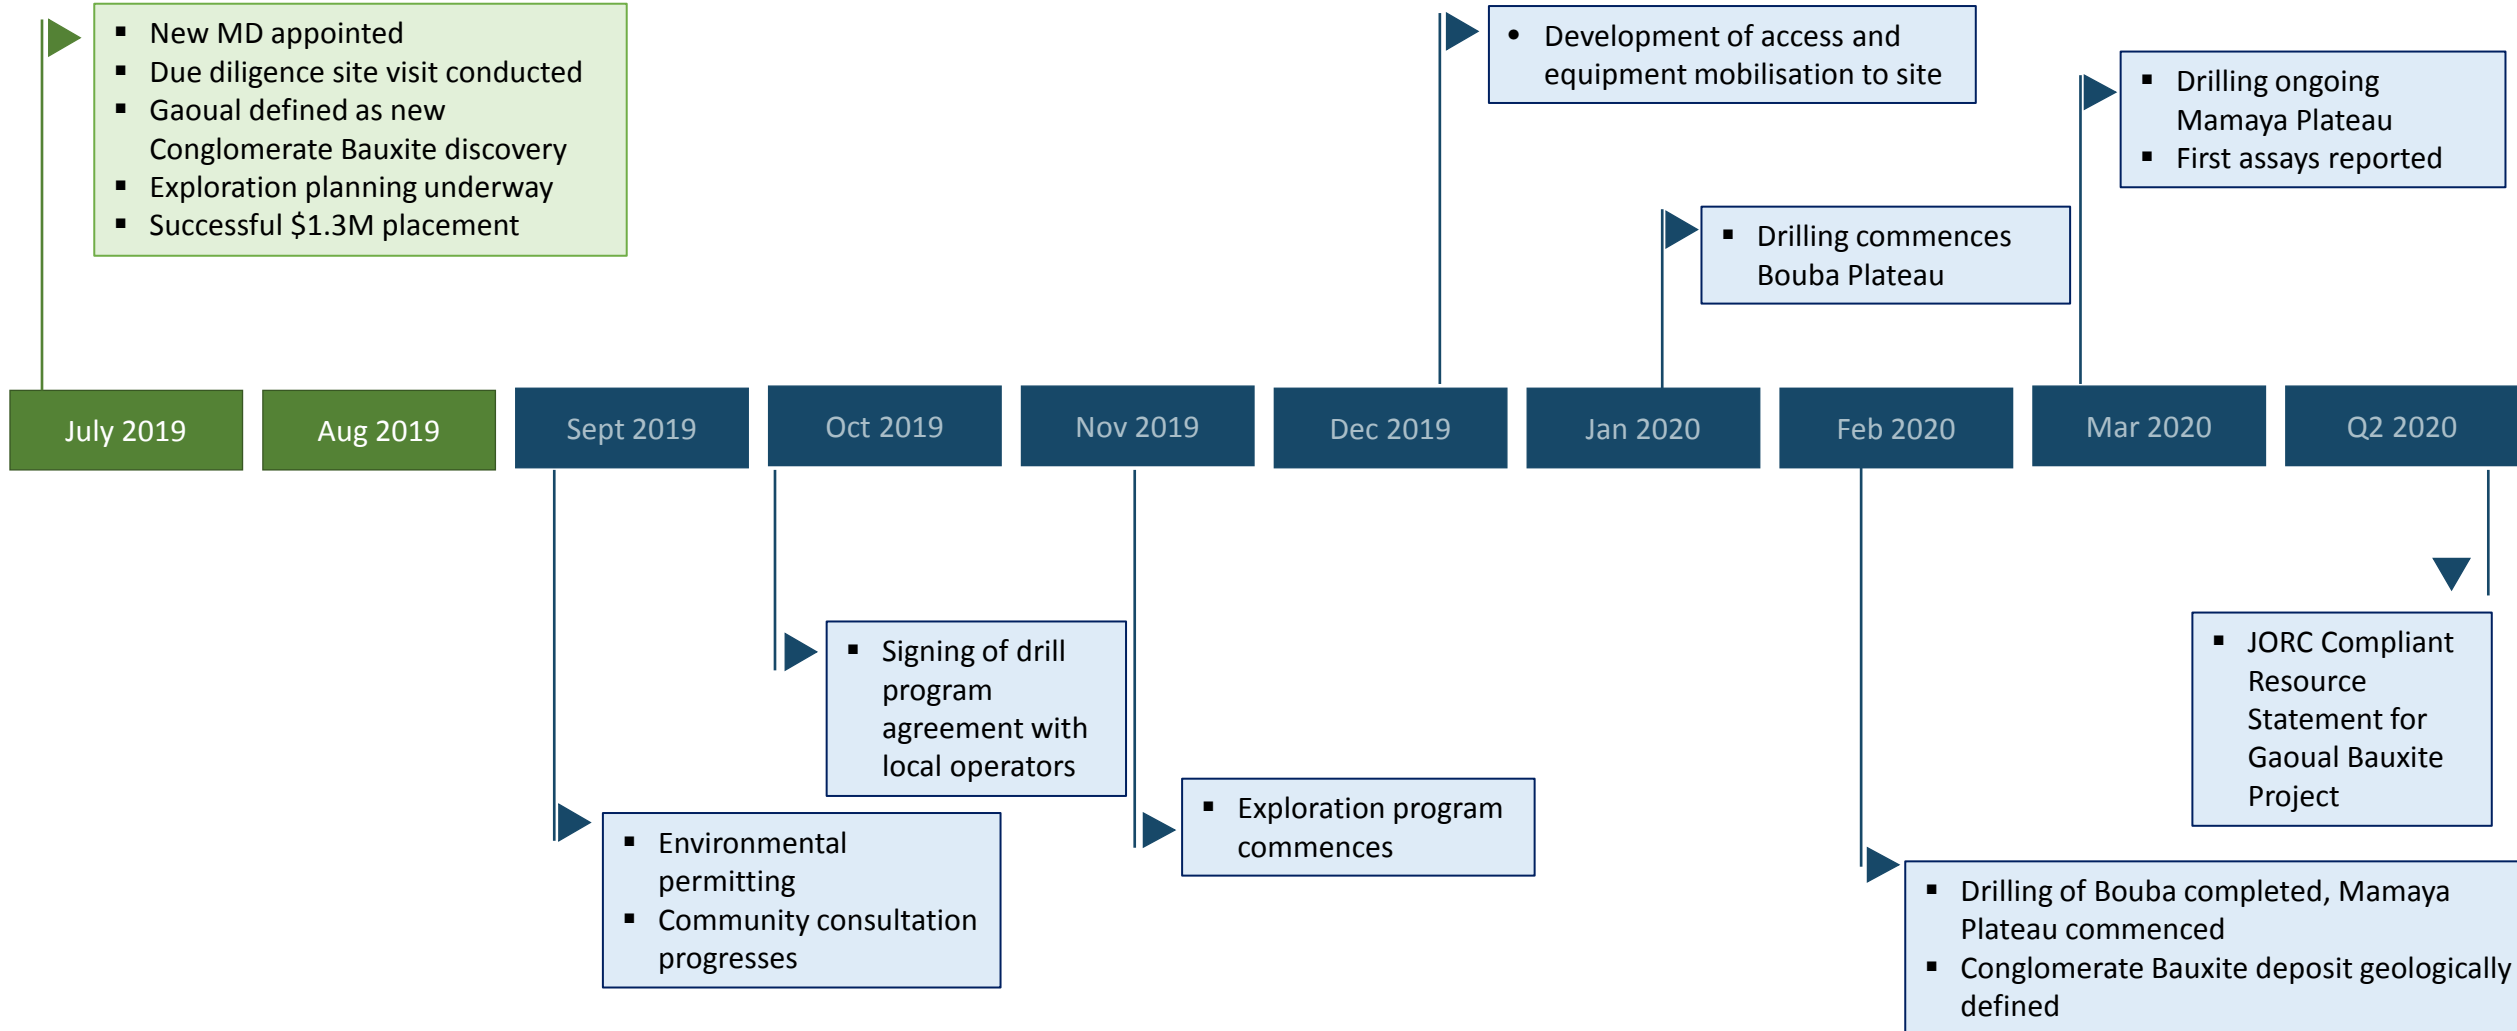 ▪ New MD appointed
▪ Due diligence site visit conducted
▪ Gaoual defined as new
Conglomerate Bauxite discovery
▪ Exploration planning underway
▪ Successful $1.3M placement
• Development of access and
equipment mobilisation to site
▪ Drilling ongoing
Mamaya Plateau
▪ First assays reported
▪ Drilling commences
Bouba Plateau
July 2019
Aug 2019
Sept 2019
Oct 2019
Nov 2019
Dec 2019
Jan 2020
Feb 2020
Mar 2020
Q2 2020
▪ Environmental
permitting
▪ Community consultation
progresses
▪ Signing of drill
program
agreement with
local operators
▪ Exploration program
commences
▪ Drilling of Bouba completed, Mamaya
Plateau commenced
▪ Conglomerate Bauxite deposit geologically
defined
▪ JORC Compliant
Resource
Statement for
Gaoual Bauxite
Project